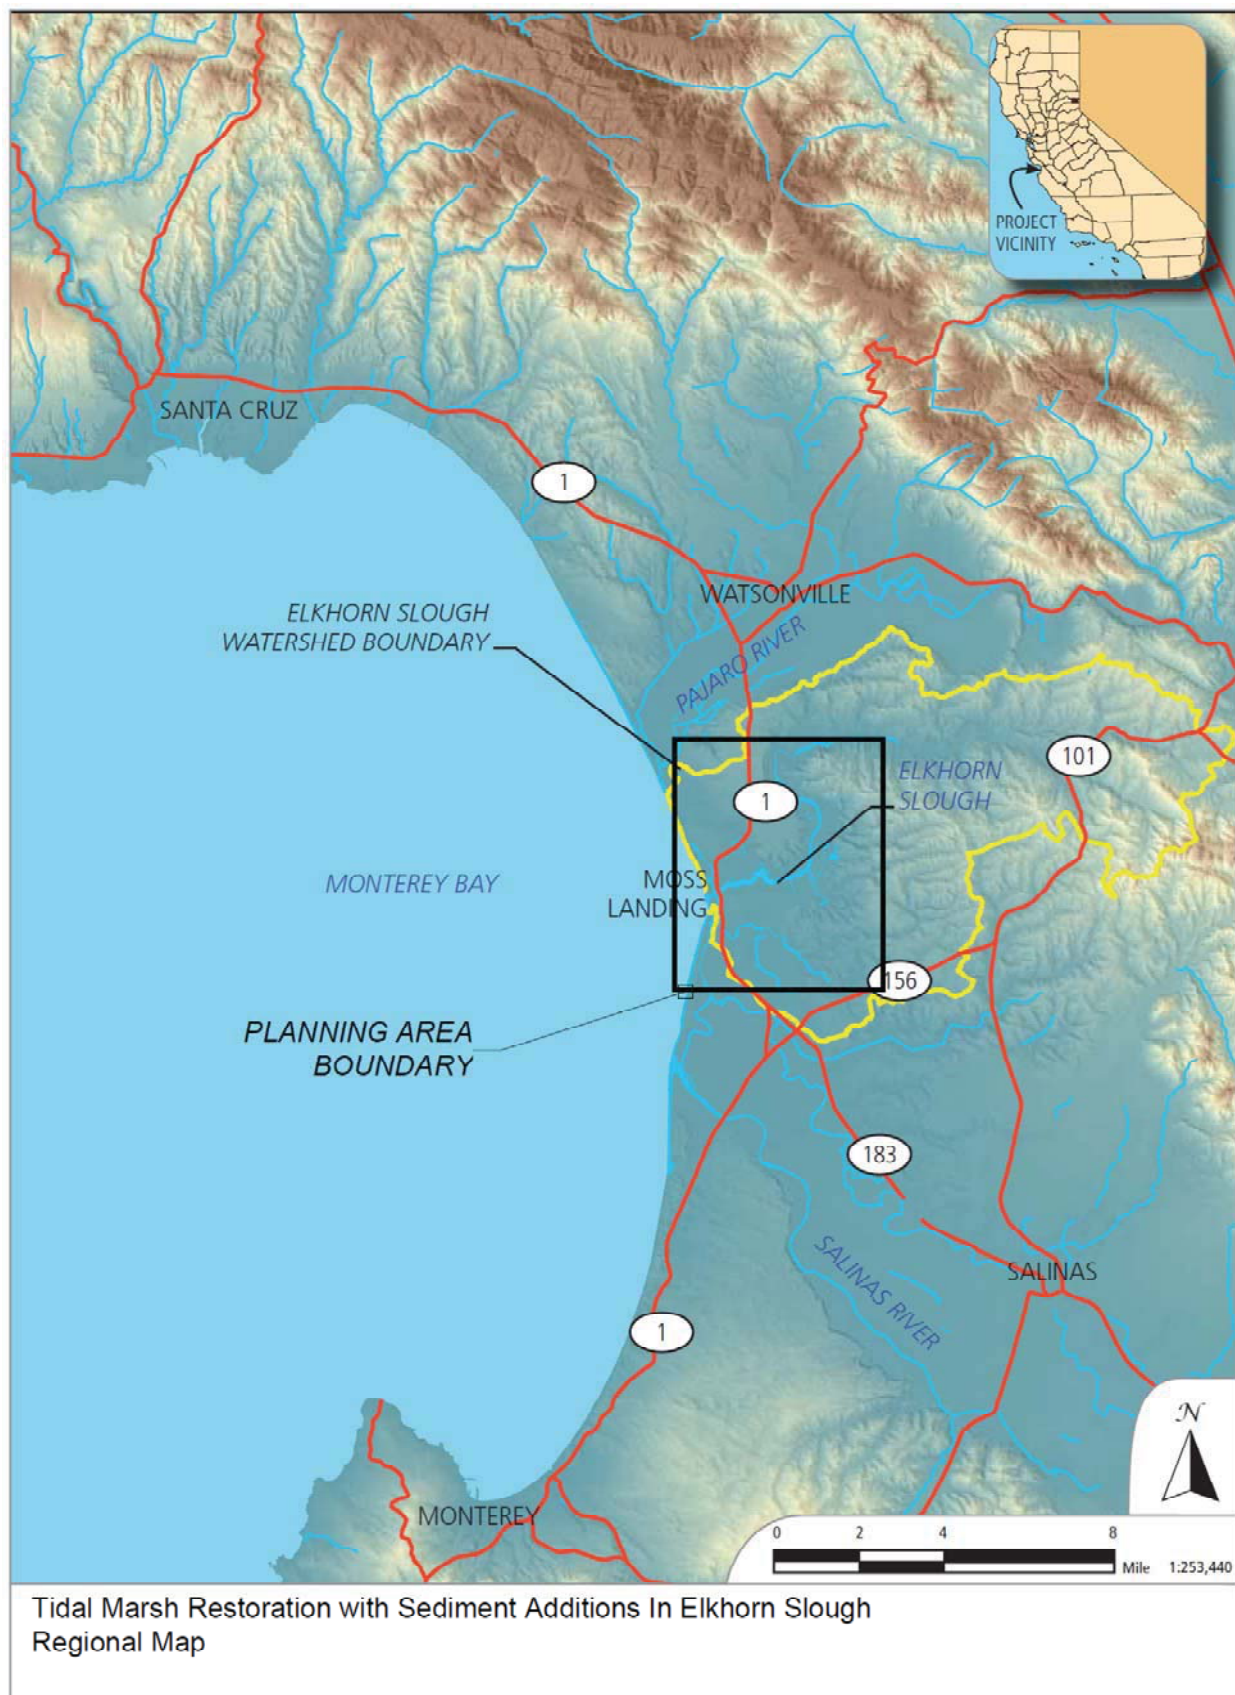 PROJECT
VICINITY
SANTA CRUZ
1
WATSONVILLE
ELKHORN SLOUGH
WATERSHED BOUNDARY
PAJARO RIVER
101
ELKHORN
SLOUGH
1
MONTEREY BAY
MOSS
LANDING
156
PLANNING AREA
BOUNDARY
183
SALINAS RIVER
SALINAS
1
N
MONTEREY
0 2 4 8
Mile 1:253,440
Tidal Marsh Restoration with Sediment Additions In Elkhorn Slough
Regional Map